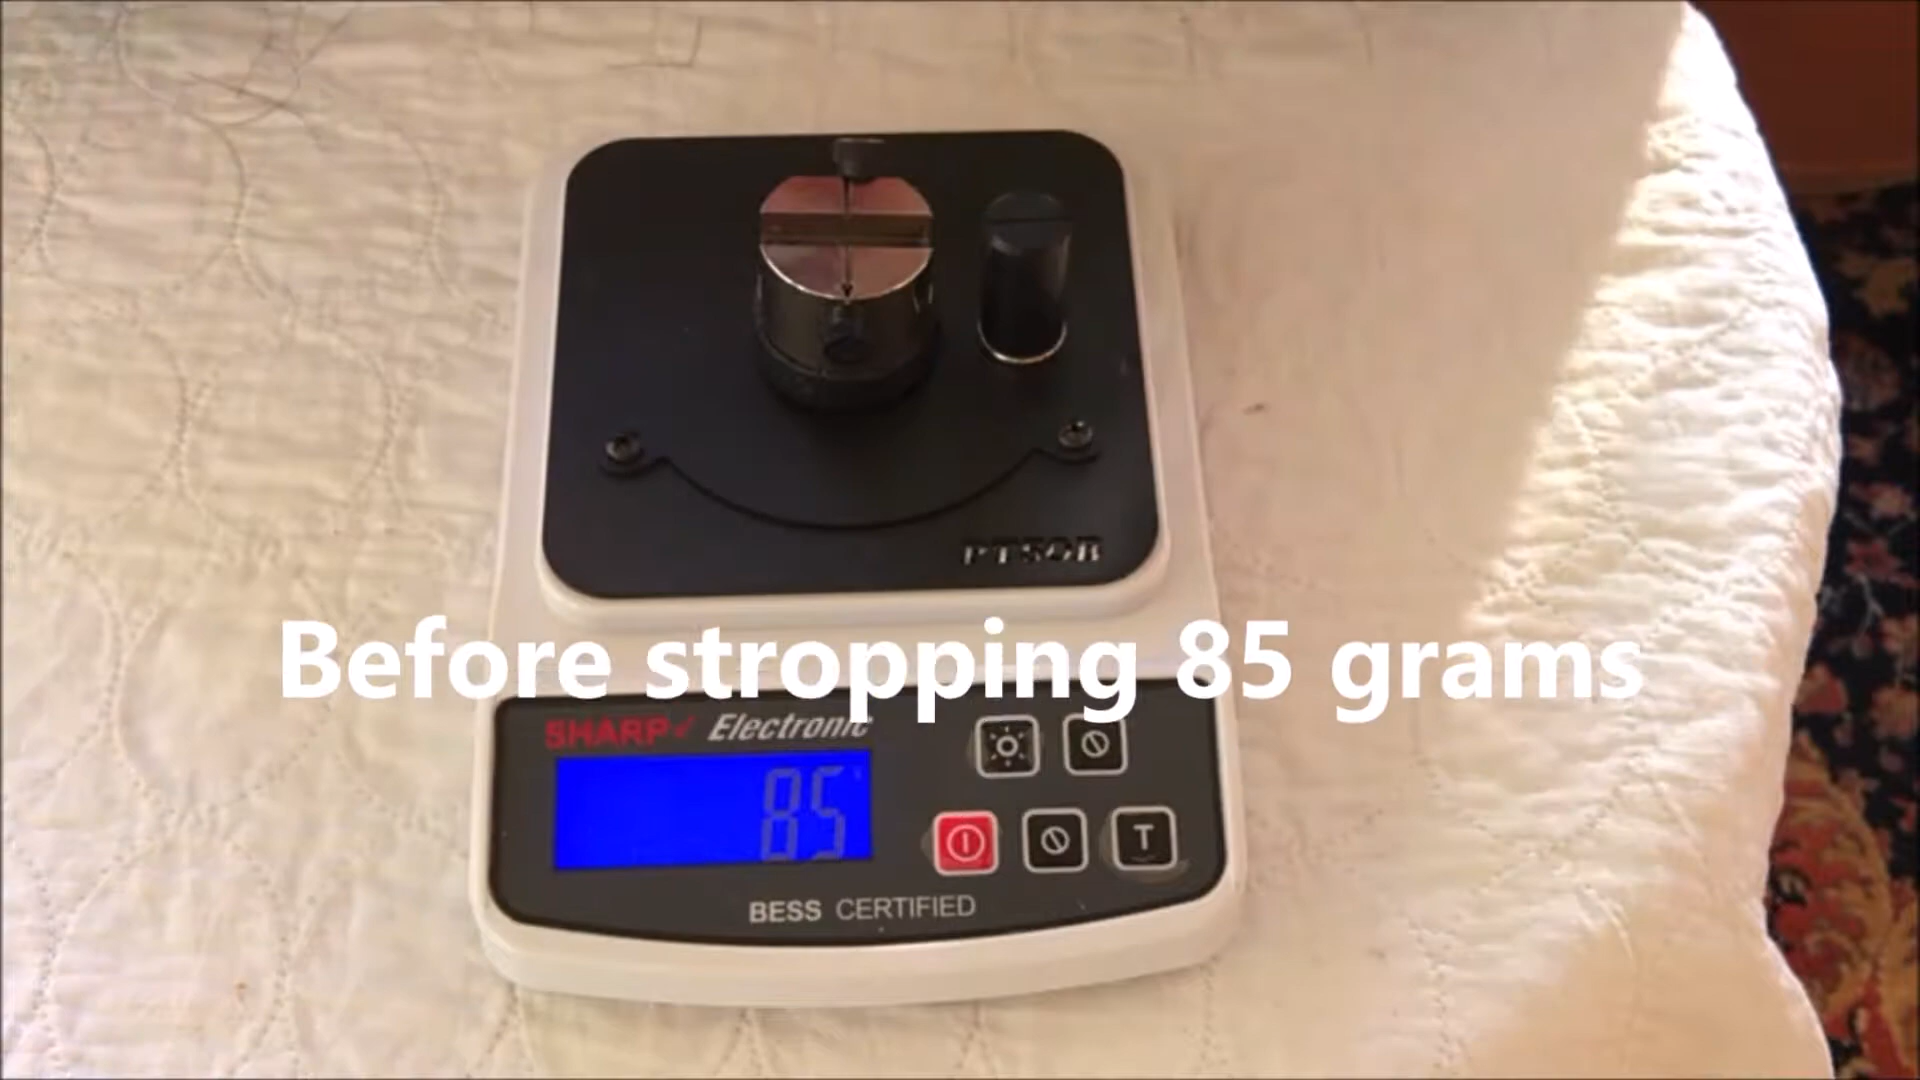 PT50B
Before stropping 85 grams
SHARP✓ Electronic
85
T
BESS CERTIFIED